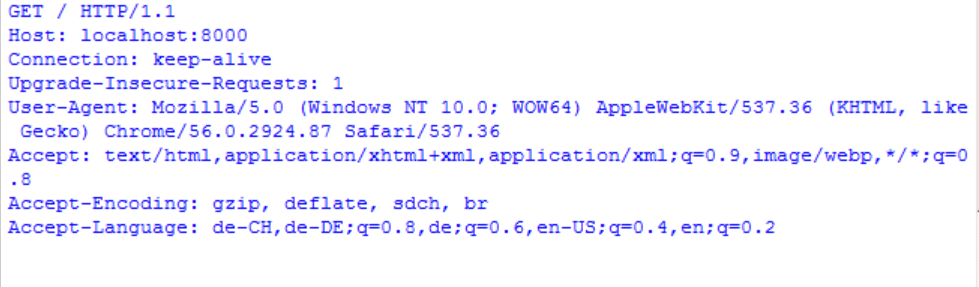 GET / HTTP/1.1
Host: localhost:8000
Connection: keep-alive
Upgrade-Insecure-Requests: 1
User-Agent: Mozilla/5.0 (Windows NT 10.0; WOW64) AppleWebKit/537.36 (KHTML, like
 Gecko) Chrome/56.0.2924.87 Safari/537.36
Accept: text/html,application/xhtml+xml,application/xml;q=0.9,image/webp,*/*;q=0
.8
Accept-Encoding: gzip, deflate, sdch, br
Accept-Language: de-CH,de-DE;q=0.8,de;q=0.6,en-US;q=0.4,en;q=0.2